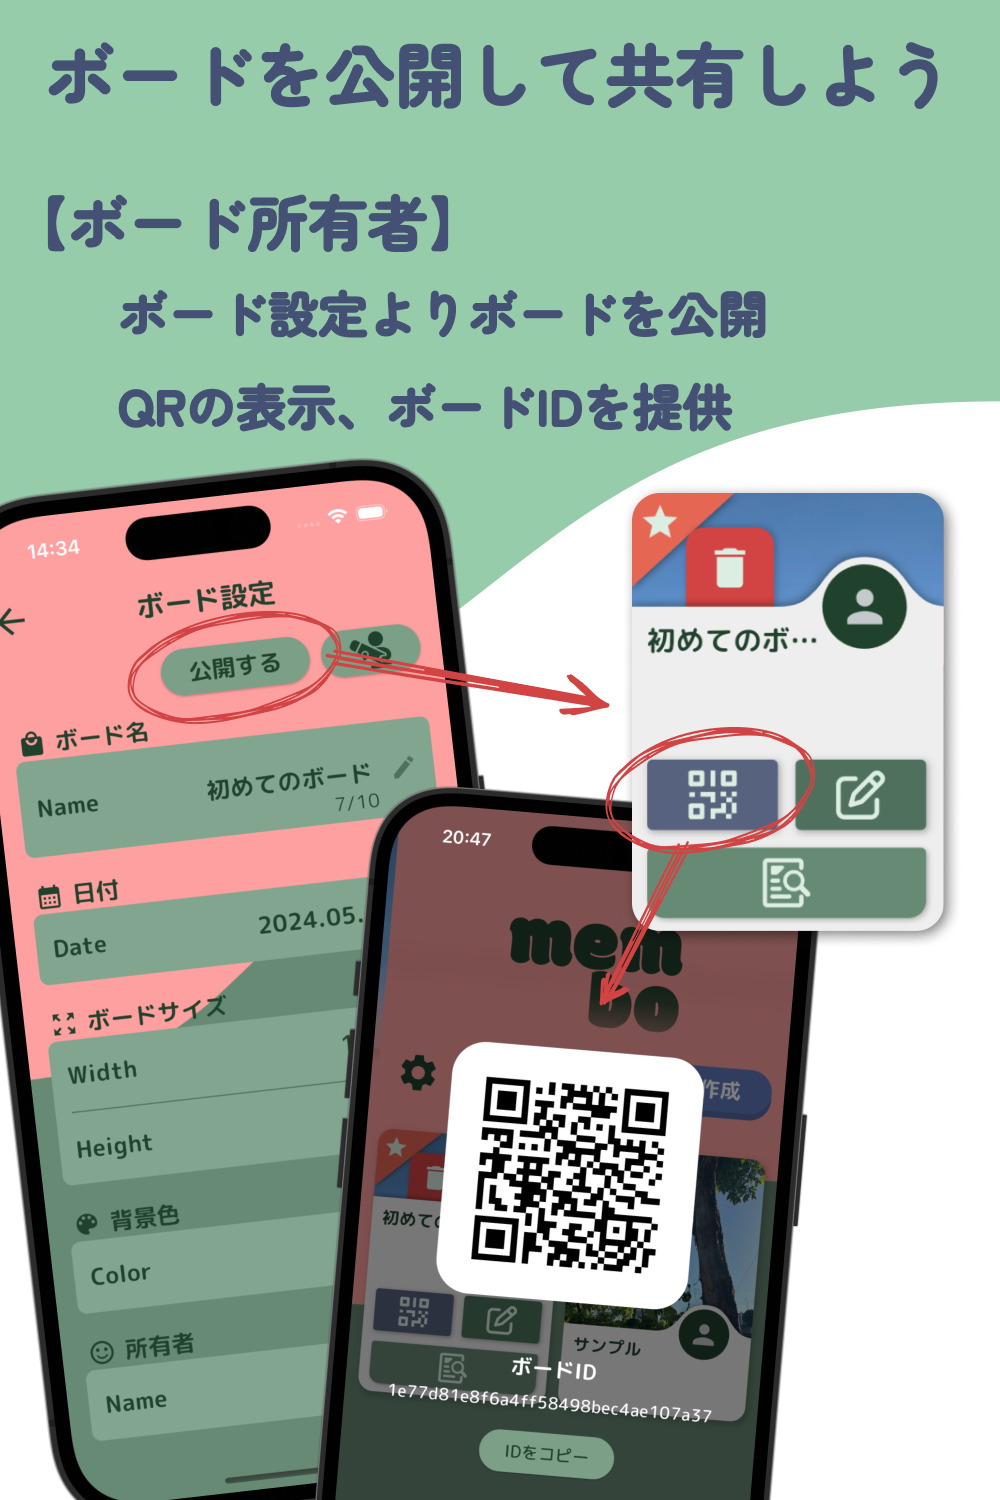 ボードを公開して共有しよう
【ボード所有者】
ボード設定よりボードを公開
QRの表示、ボードIDを提供
14:34
ボード設定
公開する
ボード名
Name
初めてのボード
7/10
日付
Date
2024.05.
ボードサイズ
Width
Height
背景色
Color
所有者
Name
初めてのボ…
20:47
mem
bo
作成
初めて
サンプル
ボードID
1e77d81e8f6a4ff58498bec4ae107a37
IDをコピー